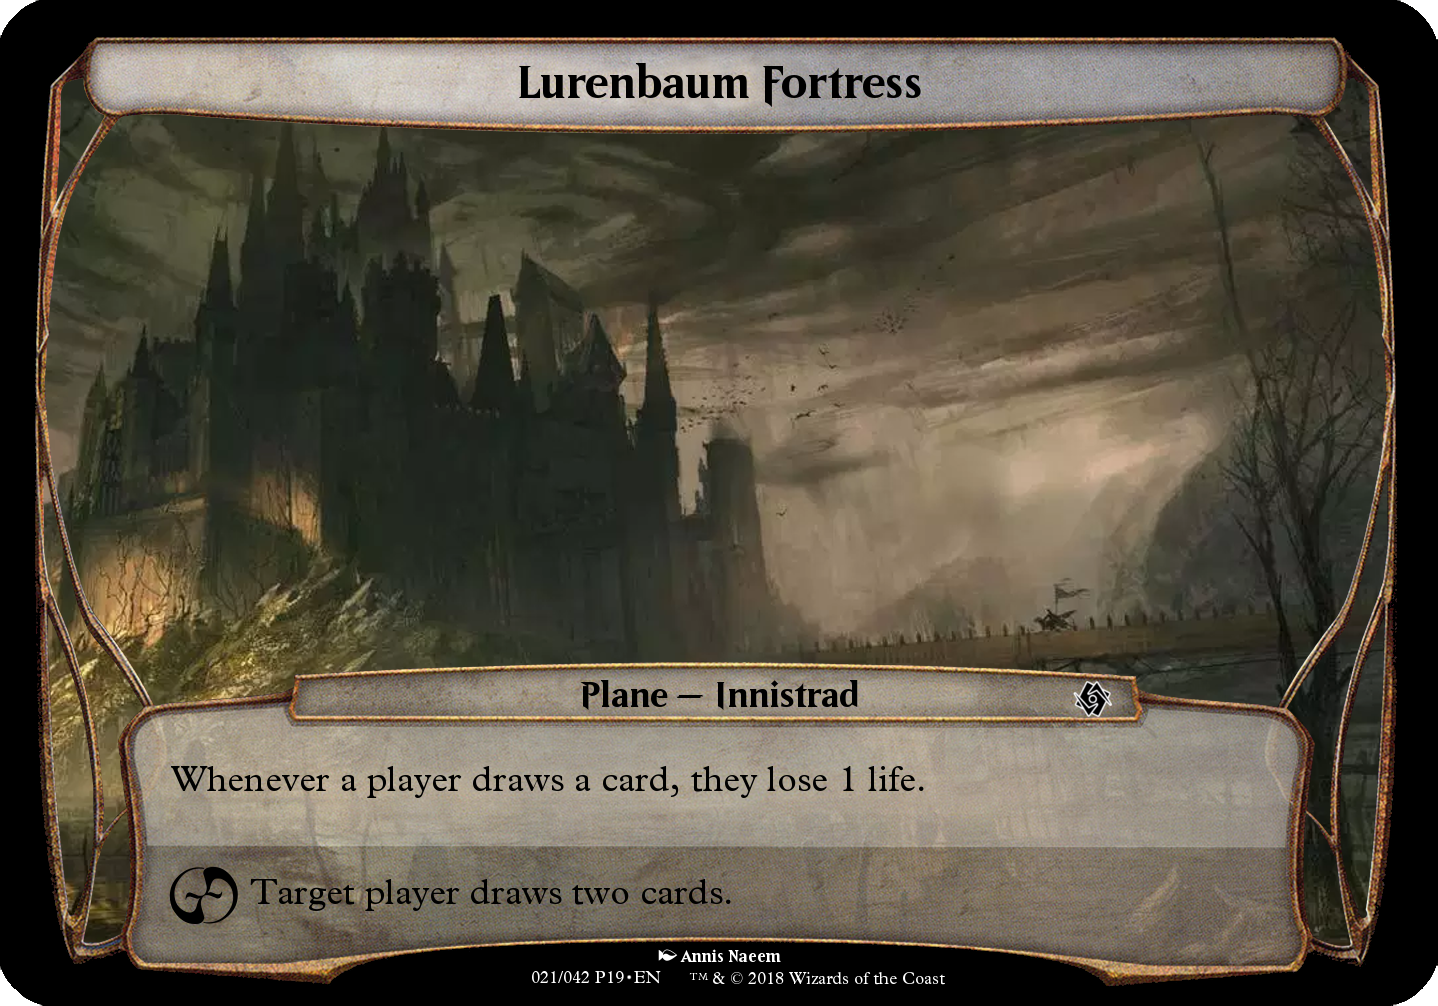 Lurenbaum Fortress
Plane — Innistrad
Whenever a player draws a card, they lose 1 life.
Target player draws two cards.
Annis Naeem
021/042 P19•EN ™ & © 2018 Wizards of the Coast